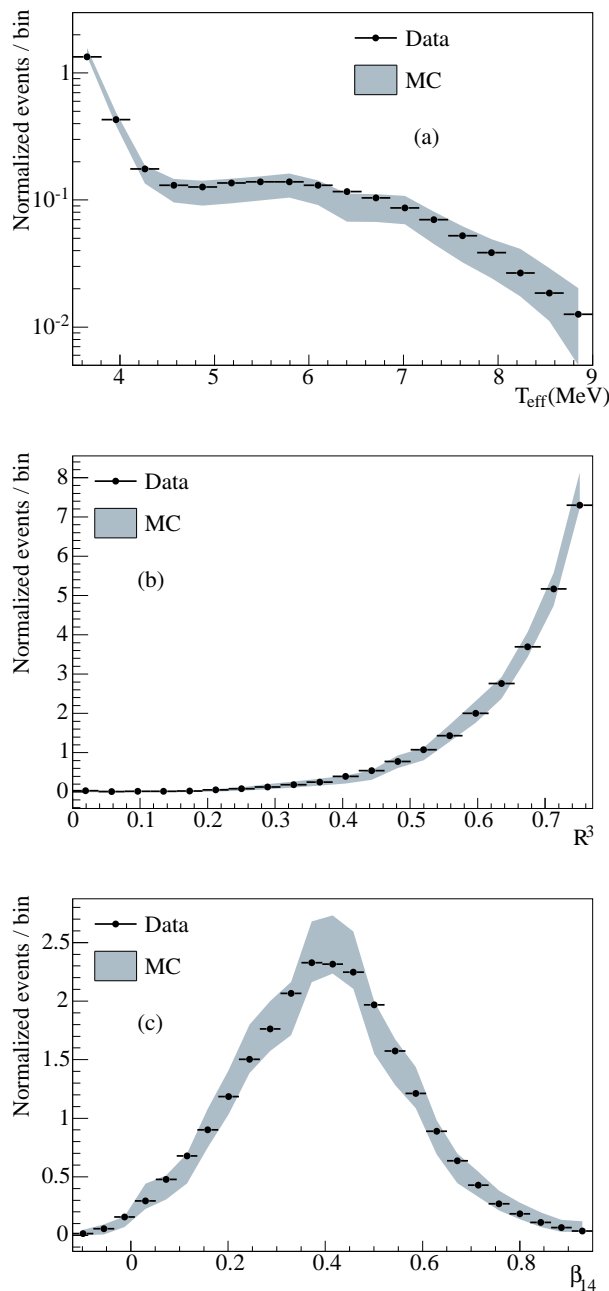 Normalized events / bin
1
10⁻¹
10⁻²
Data
MC
(a)
4 5 6 7 8 9
T_eff(MeV)
Normalized events / bin
8
7
6
5
4
3
2
1
0
Data
MC
(b)
0 0.1 0.2 0.3 0.4 0.5 0.6 0.7
R³
Normalized events / bin
2.5
2
1.5
1
0.5
0
Data
MC
(c)
0 0.2 0.4 0.6 0.8
β₁₄